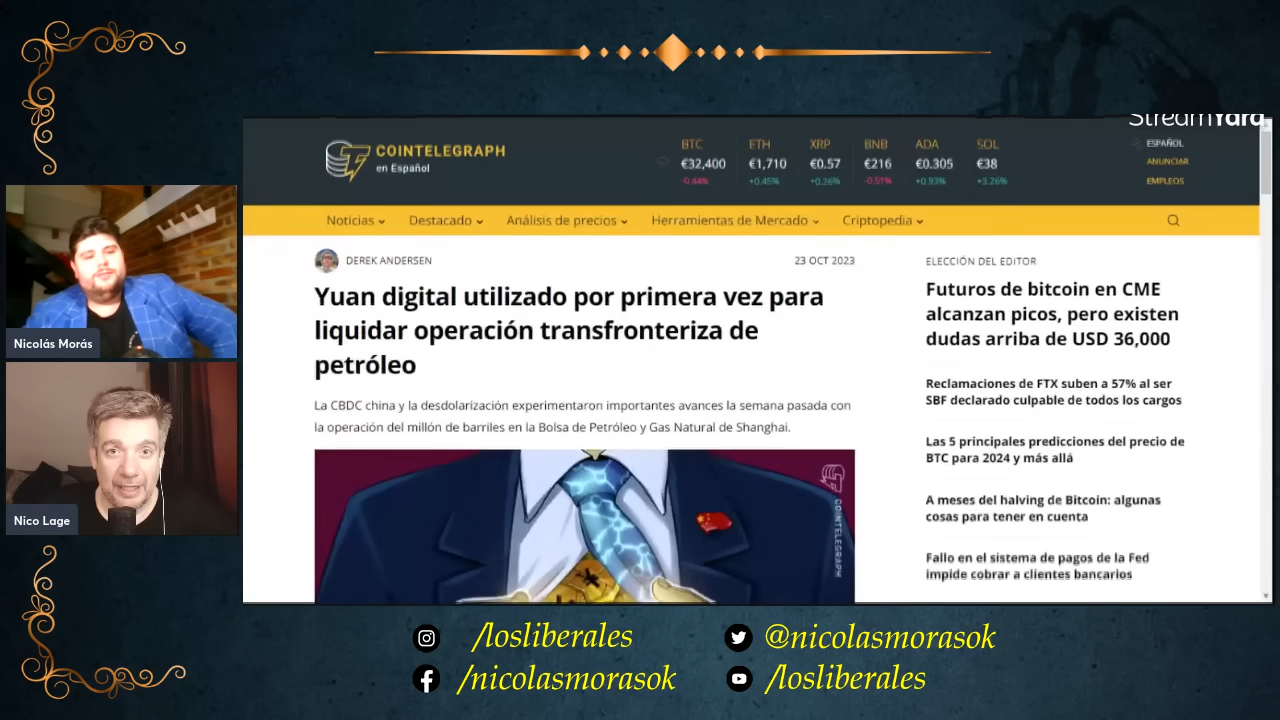 StreamYard
COINTELEGRAPH
en Español
BTC ETH XRP BNB ADA SOL
€32,400 €1,710 €0.57 €216 €0.305 €38
-0.44% +0.45% +0.26% -0.51% +0.93% +3.26%
ESPAÑOL
ANUNCIAR
EMPLEOS
Noticias Destacado Análisis de precios Herramientas de Mercado Criptopedia
DEREK ANDERSEN 23 OCT 2023
Yuan digital utilizado por primera vez para
liquidar operación transfronteriza de
petróleo
La CBDC china y la desdolarización experimentaron importantes avances la semana pasada con
la operación del millón de barriles en la Bolsa de Petróleo y Gas Natural de Shanghai.
COINTELEGRAPH
ELECCIÓN DEL EDITOR
Futuros de bitcoin en CME
alcanzan picos, pero existen
dudas arriba de USD 36,000
Reclamaciones de FTX suben a 57% al ser
SBF declarado culpable de todos los cargos
Las 5 principales predicciones del precio de
BTC para 2024 y más allá
A meses del halving de Bitcoin: algunas
cosas para tener en cuenta
Fallo en el sistema de pagos de la Fed
impide cobrar a clientes bancarios
Nicolás Morás
Nico Lage
/losliberales
@nicolasmorasok
/nicolasmorasok
/losliberales